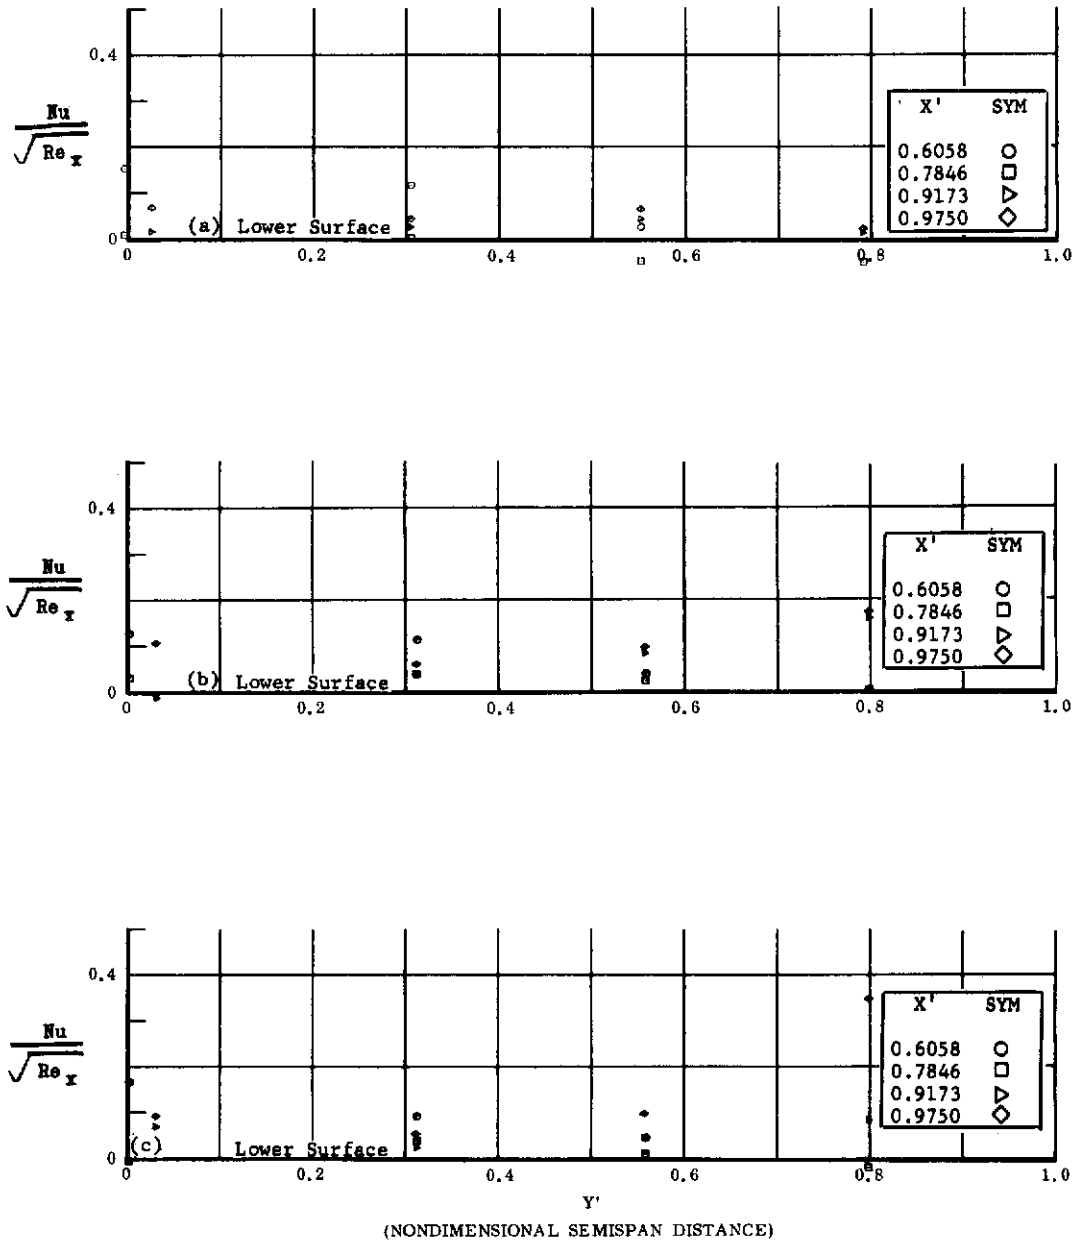 0.4
Nu
√Re x
X' SYM
0.6058 ○
0.7846 □
0.9173 ▷
0.9750 ◇
(a) Lower Surface
0
0 0.2 0.4 0.6 0.8 1.0
0.4
Nu
√Re x
X' SYM
0.6058 ○
0.7846 □
0.9173 ▷
0.9750 ◇
(b) Lower Surface
0
0 0.2 0.4 0.6 0.8 1.0
0.4
Nu
√Re x
X' SYM
0.6058 ○
0.7846 □
0.9173 ▷
0.9750 ◇
(c) Lower Surface
0
0 0.2 0.4 0.6 0.8 1.0
Y'
(NONDIMENSIONAL SEMISPAN DISTANCE)